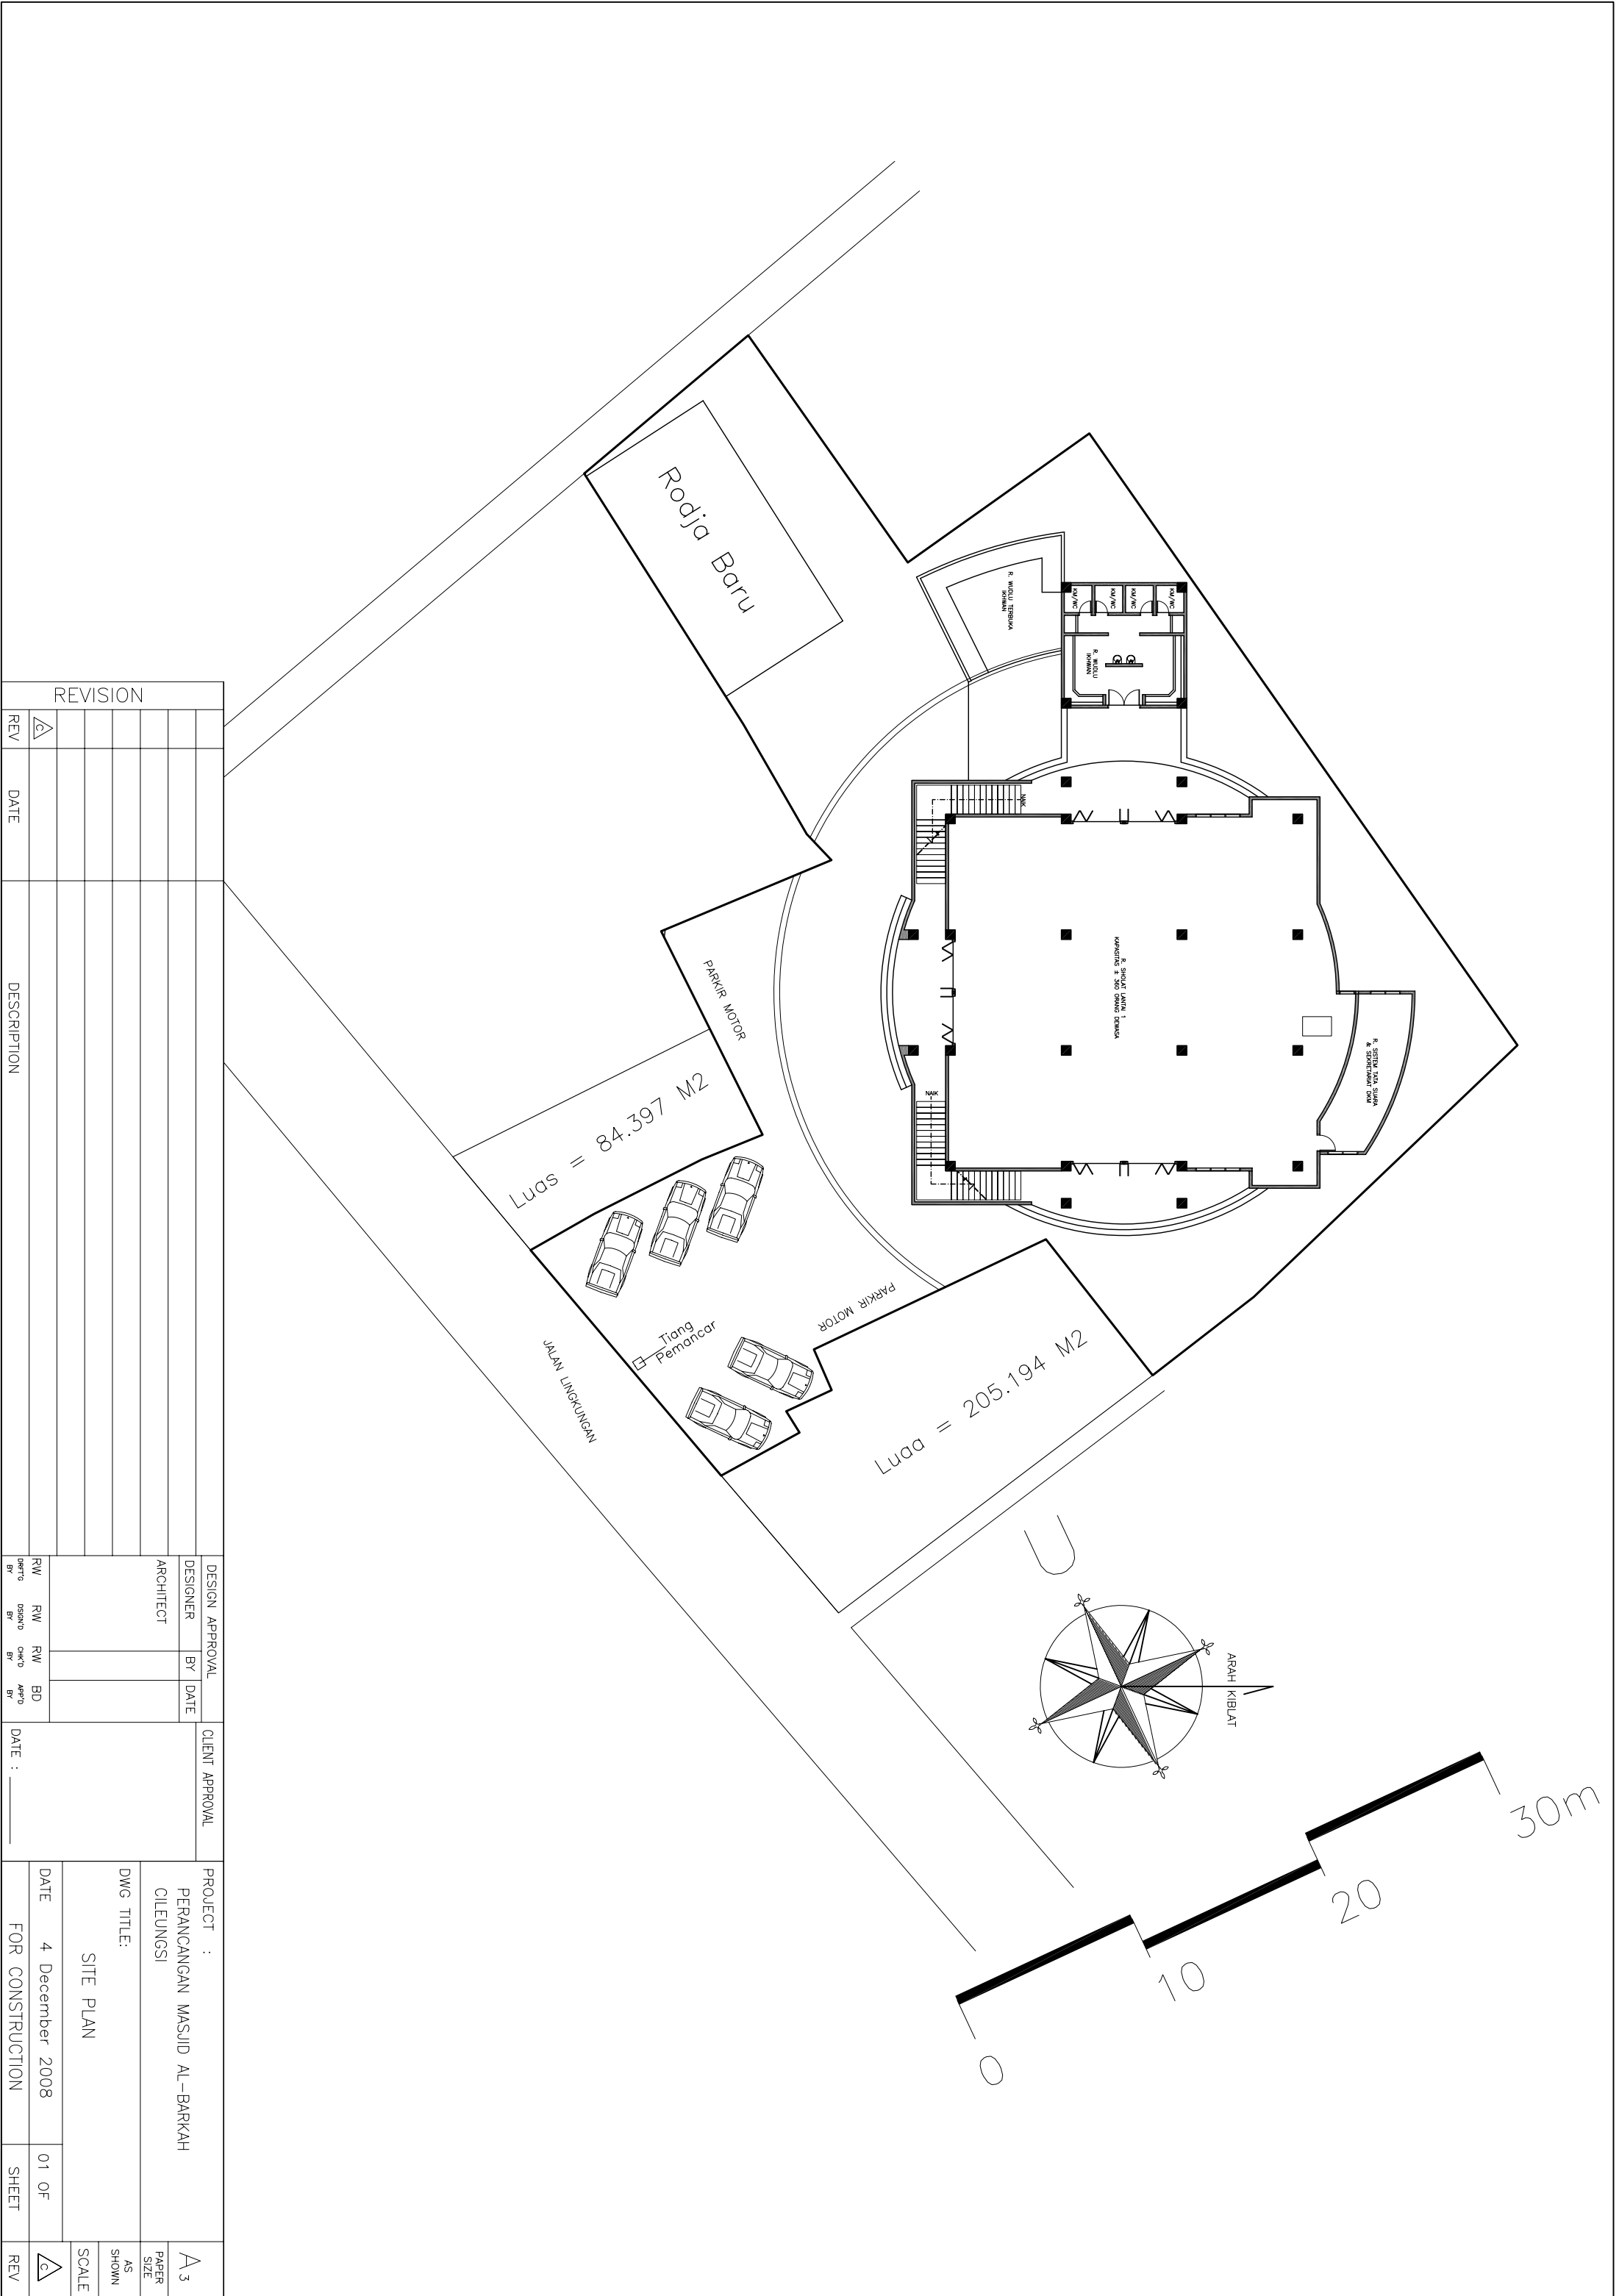 Rodja Baru
R. WUDLU TERBUKA
IKHWAN
KM/WC
KM/WC
KM/WC
KM/WC
R. WUDLU
IKHWAN
NAIK
R. SHOLAT LANTAI 1
KAPASITAS ± 360 ORANG DEWASA
R. SISTEM TATA SUARA
& SEKRETARIAT DKM
NAIK
PARKIR MOTOR
Luas = 84.397 M2
PARKIR MOTOR
Tiang
Pemancar
JALAN LINGKUNGAN
Luaa = 205.194 M2
U
ARAH KIBLAT
0
10
20
30m
REVISION
C
REV
DATE
DESCRIPTION
DESIGN APPROVAL
DESIGNER
BY
DATE
ARCHITECT
RW
RW
RW
BD
DRFT'G
BY
DSIGN'D
BY
CHK'D
BY
APP'D
BY
CLIENT APPROVAL
DATE :
PROJECT :
PERANCANGAN MASJID AL-BARKAH
CILEUNGSI
DWG TITLE:
SITE PLAN
DATE 4 December 2008
01 OF
FOR CONSTRUCTION
SHEET
A3
PAPER
SIZE
AS
SHOWN
SCALE
C
REV